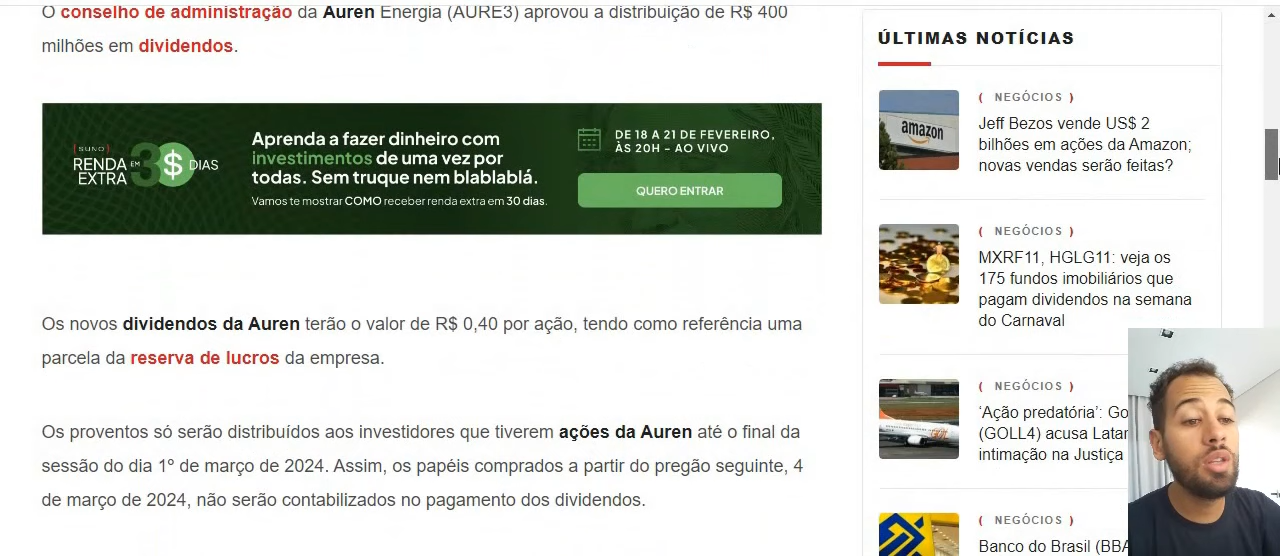 O conselho de administração da Auren Energia (AURE3) aprovou a distribuição de R$ 400
milhões em dividendos.
( SUNO )
RENDA EM 30 DIAS
EXTRA
Aprenda a fazer dinheiro com
investimentos de uma vez por
todas. Sem truque nem blablablá.
Vamos te mostrar COMO receber renda extra em 30 dias.
DE 18 A 21 DE FEVEREIRO,
ÀS 20H - AO VIVO
QUERO ENTRAR
Os novos dividendos da Auren terão o valor de R$ 0,40 por ação, tendo como referência uma
parcela da reserva de lucros da empresa.
Os proventos só serão distribuídos aos investidores que tiverem ações da Auren até o final da
sessão do dia 1º de março de 2024. Assim, os papéis comprados a partir do pregão seguinte, 4
de março de 2024, não serão contabilizados no pagamento dos dividendos.
ÚLTIMAS NOTÍCIAS
( NEGÓCIOS )
amazon
Jeff Bezos vende US$ 2
bilhões em ações da Amazon;
novas vendas serão feitas?
( NEGÓCIOS )
MXRF11, HGLG11: veja os
175 fundos imobiliários que
pagam dividendos na semana
do Carnaval
( NEGÓCIOS )
‘Ação predatória’: Go
(GOLL4) acusa Latar
intimação na Justiça
( NEGÓCIOS )
Banco do Brasil (BBA